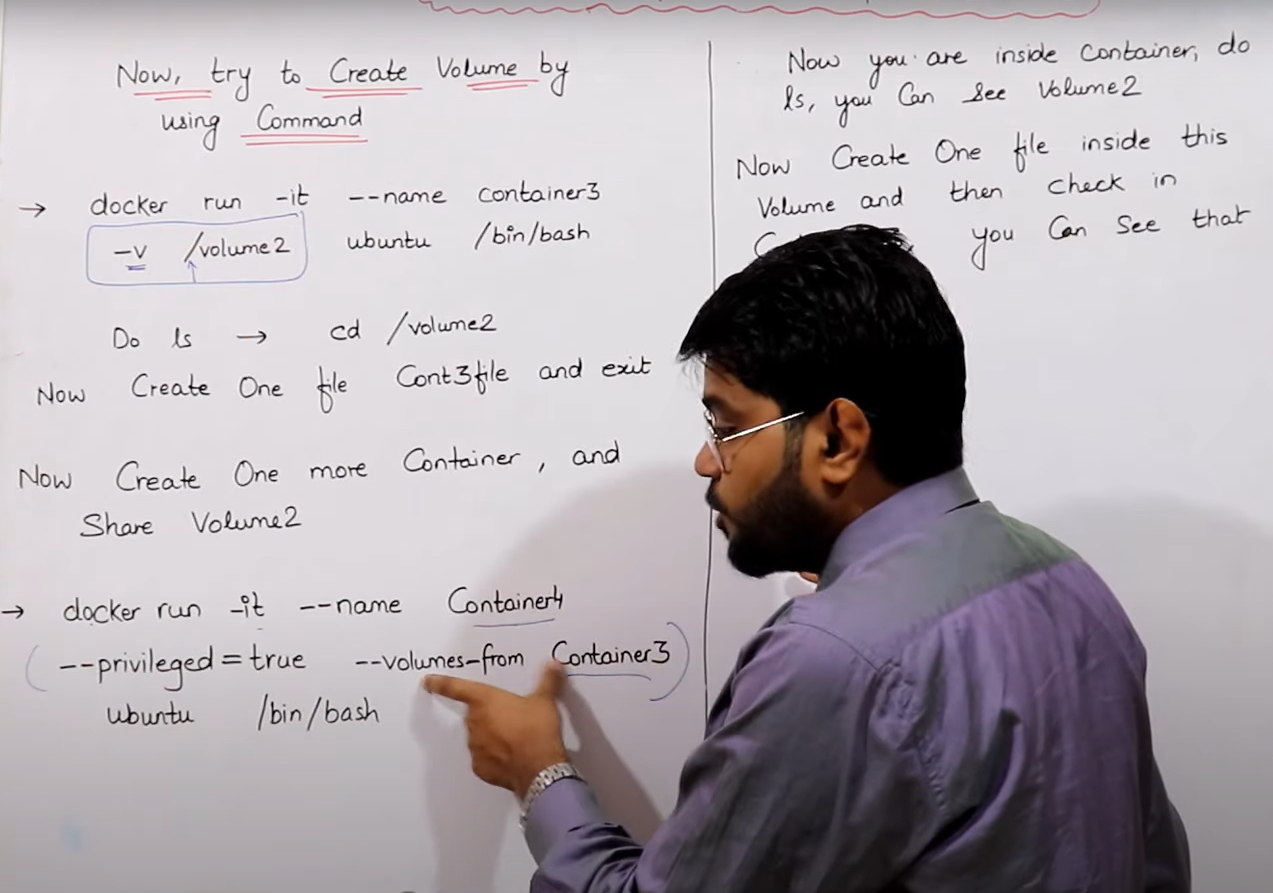 Now, try to Create Volume by
using Command
→ docker run -it --name container3
-v /volume2 ubuntu /bin/bash
Do ls → cd /volume2
Now Create One file Cont3file and exit
Now Create One more Container, and
Share Volume2
→ docker run -it --name Container4
(--privileged=true --volumes-from Container3)
ubuntu /bin/bash
Now you are inside Container, do
ls, you Can See Volume2
Now Create One file inside this
Volume and then check in
you Can See that